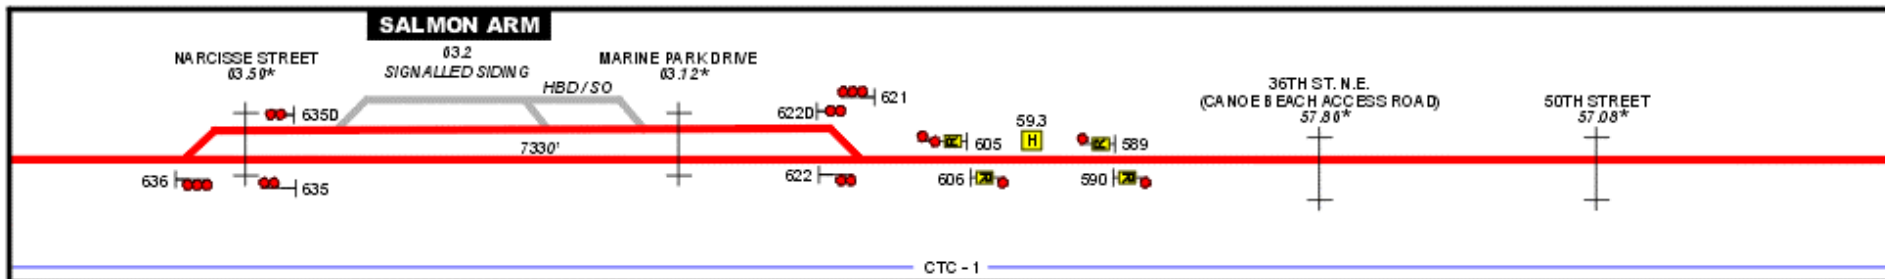 SALMON ARM
63.2
SIGNALLED SIDING
NARCISSE STREET
63.50*
MARINE PARK DRIVE
63.12*
HBD / SO
635D
7330'
636
635
622D
621
622
605
606
59.3
H
589
590
R
R
R
R
36TH ST. N.E.
(CANOE BEACH ACCESS ROAD)
57.80*
50TH STREET
57.08*
CTC - 1